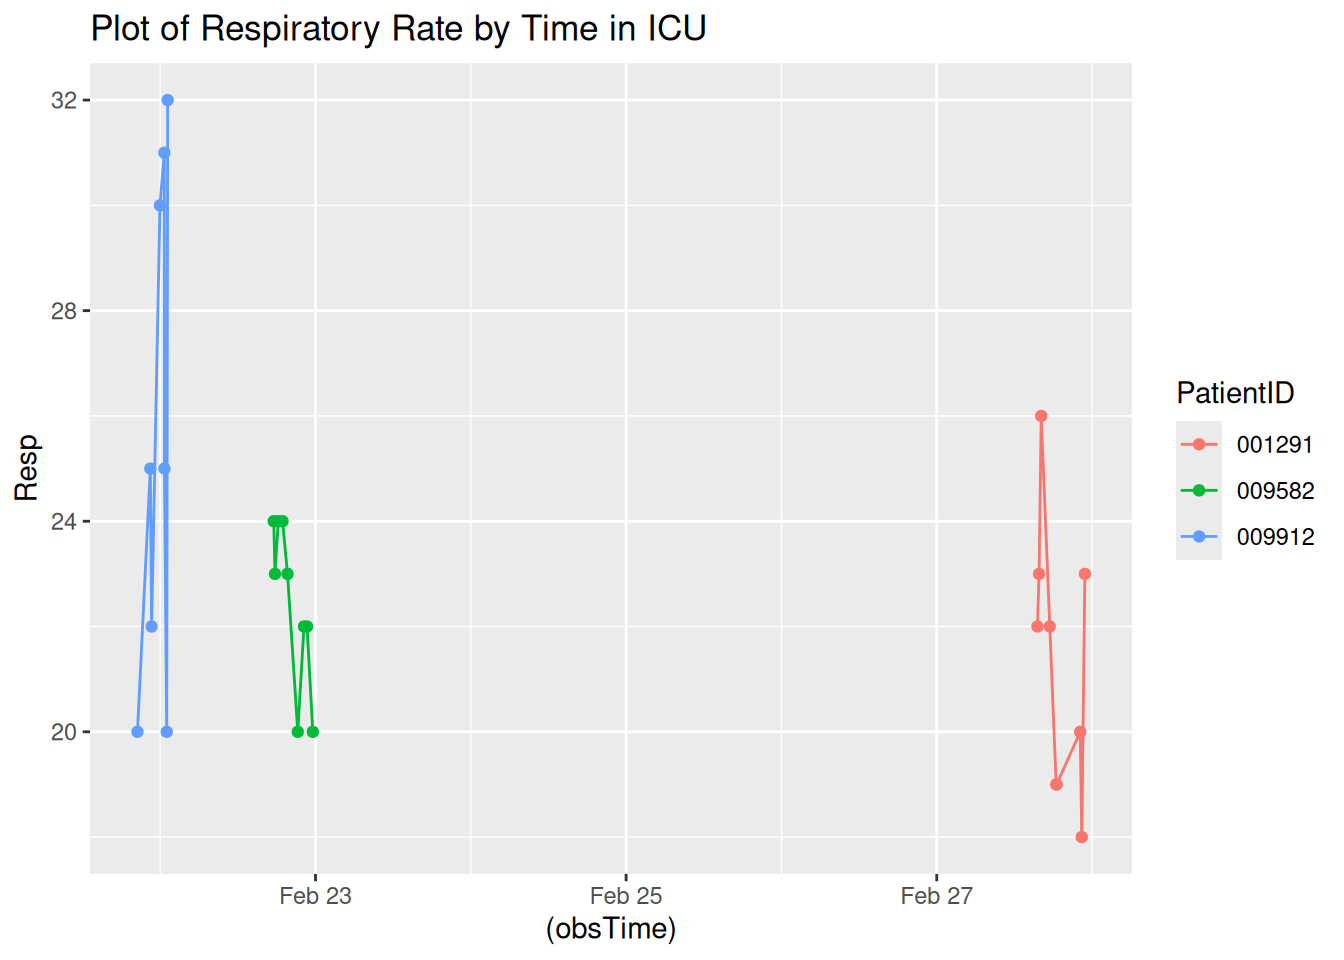 Plot of Respiratory Rate by Time in ICU
32
28
24
20
Resp
Feb 23
Feb 25
Feb 27
(obsTime)
PatientID
001291
009582
009912